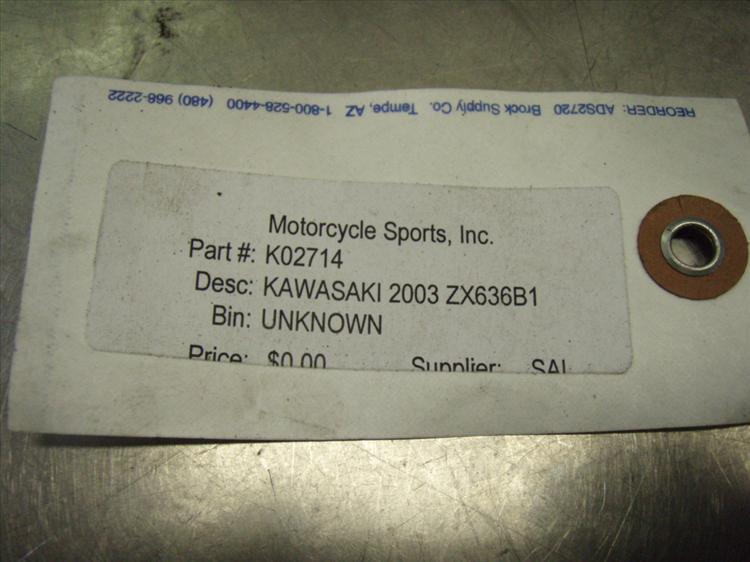 REORDER: ADS2720 Brock Supply Co. Tempe, AZ 1-800-528-4400 (480) 968-2222
Motorcycle Sports, Inc.
Part #: K02714
Desc: KAWASAKI 2003 ZX636B1
Bin: UNKNOWN
Price: $0.00 Supplier: SAL